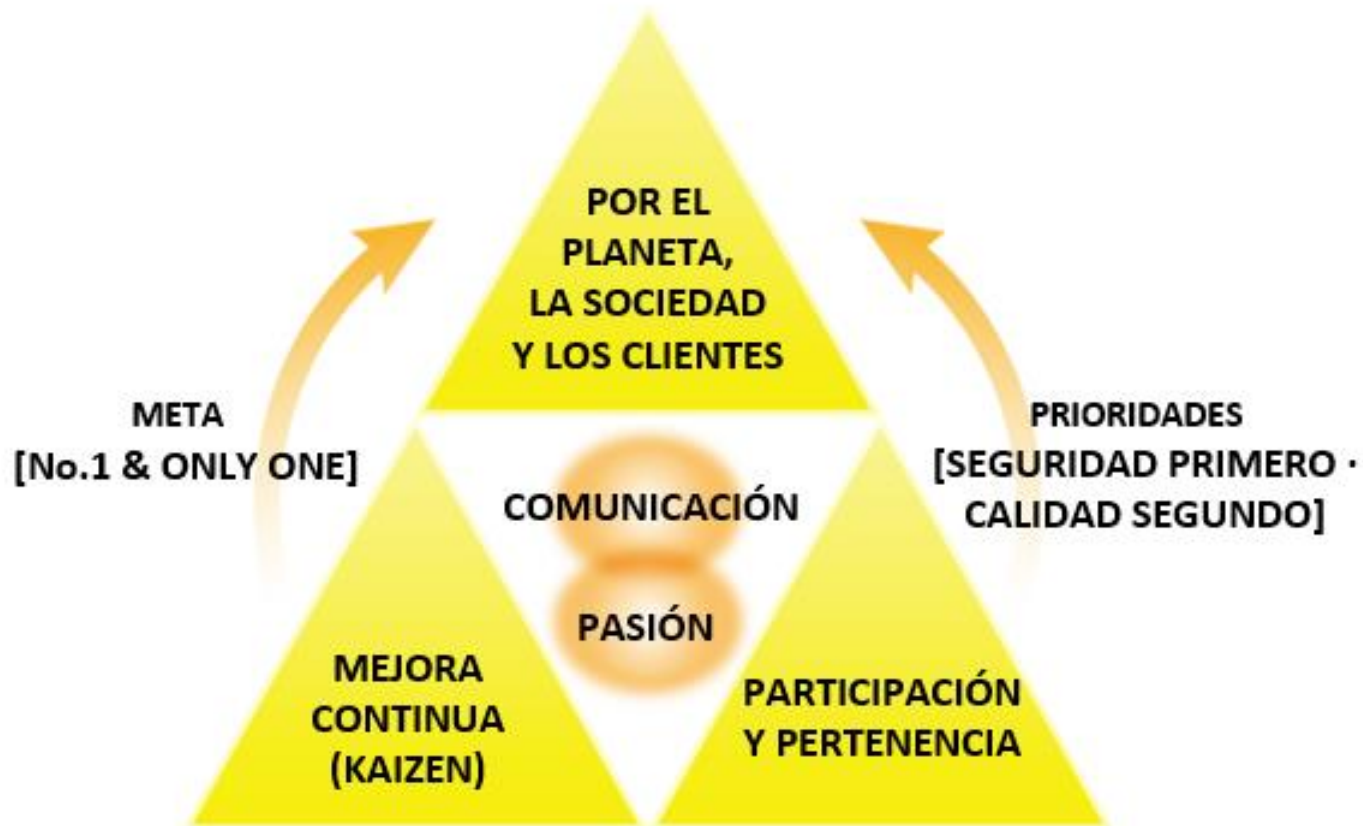 POR EL
PLANETA,
LA SOCIEDAD
Y LOS CLIENTES
META
[No.1 & ONLY ONE]
PRIORIDADES
[SEGURIDAD PRIMERO ·
CALIDAD SEGUNDO]
COMUNICACIÓN
PASIÓN
MEJORA
CONTINUA
(KAIZEN)
PARTICIPACIÓN
Y PERTENENCIA